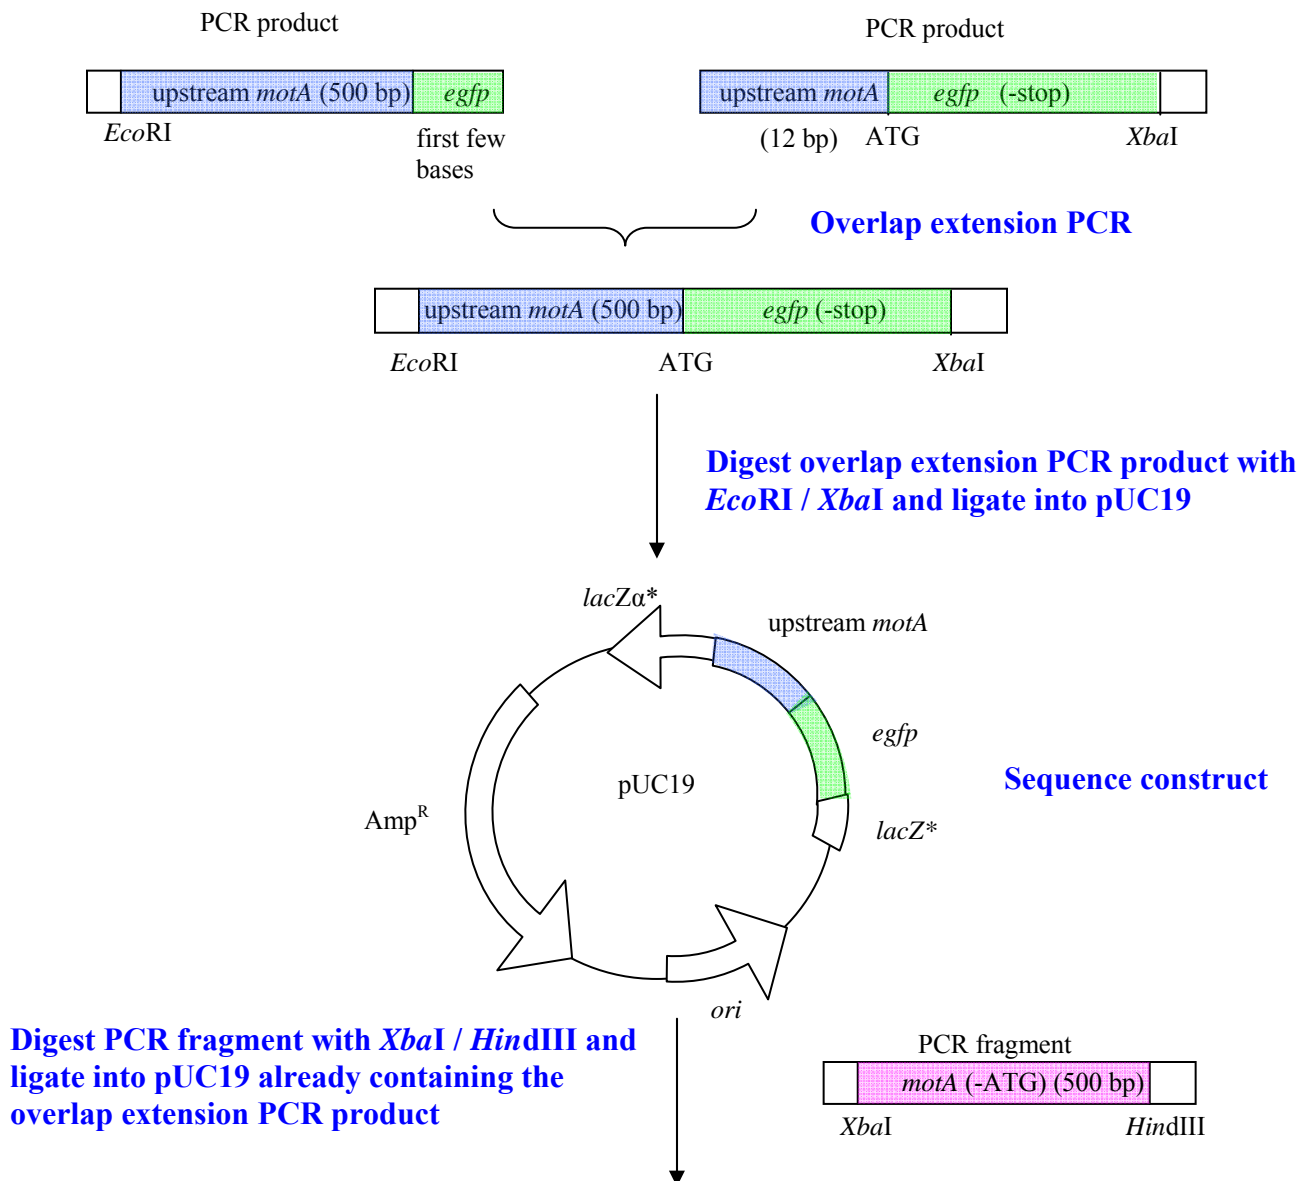 PCR product
PCR product
upstream motA (500 bp) egfp
upstream motA egfp (-stop)
EcoRI
first few
bases
(12 bp) ATG XbaI
Overlap extension PCR
upstream motA (500 bp) egfp (-stop)
EcoRI ATG XbaI
Digest overlap extension PCR product with
EcoRI / XbaI and ligate into pUC19
lacZα*
upstream motA
egfp
pUC19
Sequence construct
Amp^R
lacZ*
ori
Digest PCR fragment with XbaI / HindIII and
ligate into pUC19 already containing the
overlap extension PCR product
PCR fragment
motA (-ATG) (500 bp)
XbaI HindIII